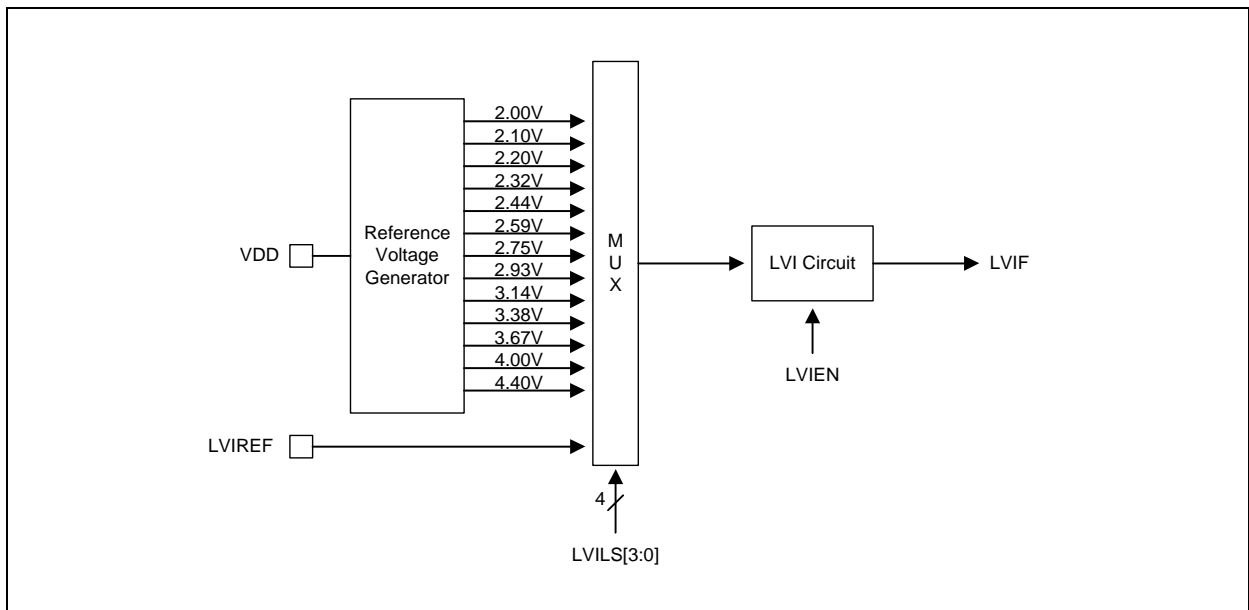 2.00V
2.10V
2.20V
2.32V
2.44V
2.59V
2.75V
2.93V
3.14V
3.38V
3.67V
4.00V
4.40V
VDD
Reference
Voltage
Generator
M
U
X
LVI Circuit
LVIF
LVIEN
LVIREF
4
LVILS[3:0]